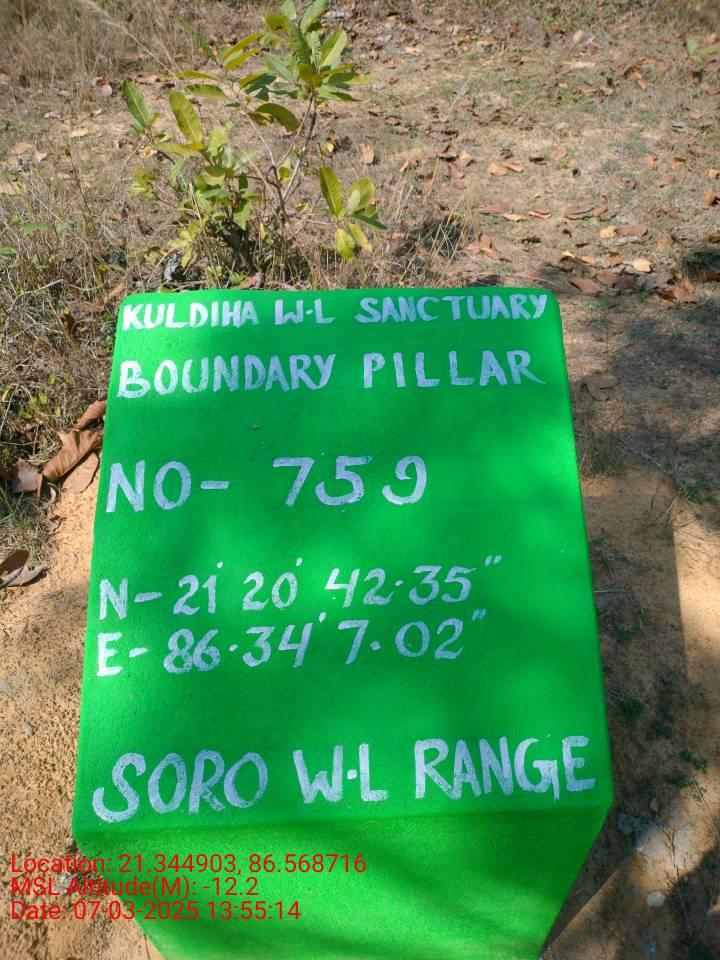 KULDIHA W·L SANCTUARY
BOUNDARY PILLAR
NO- 759
N- 21° 20' 42·35"
E- 86·34' 7·02"
SORO W·L RANGE
Location: 21.344903, 86.568716
MSL Altitude(M): -12.2
Date: 07-03-2025 13:55:14